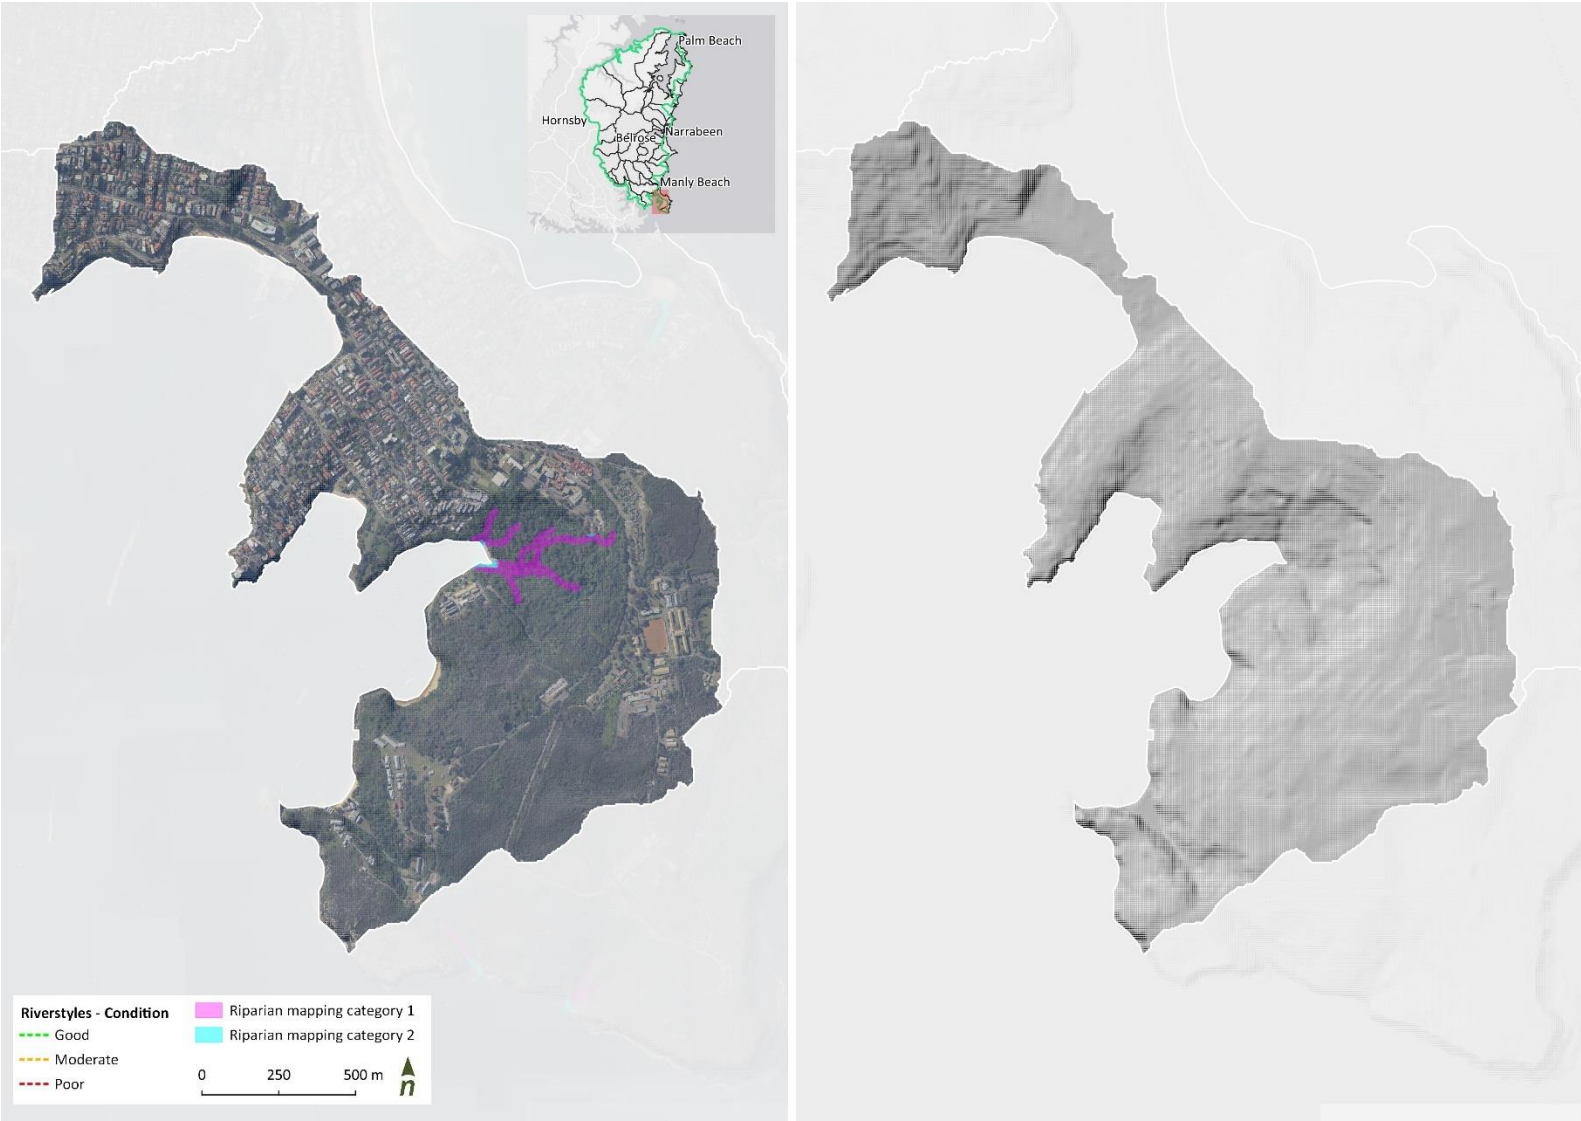 Palm Beach
Hornsby
Belrose
Narrabeen
Manly Beach
Riverstyles - Condition
Good
Moderate
Poor
Riparian mapping category 1
Riparian mapping category 2
0 250 500 m
n